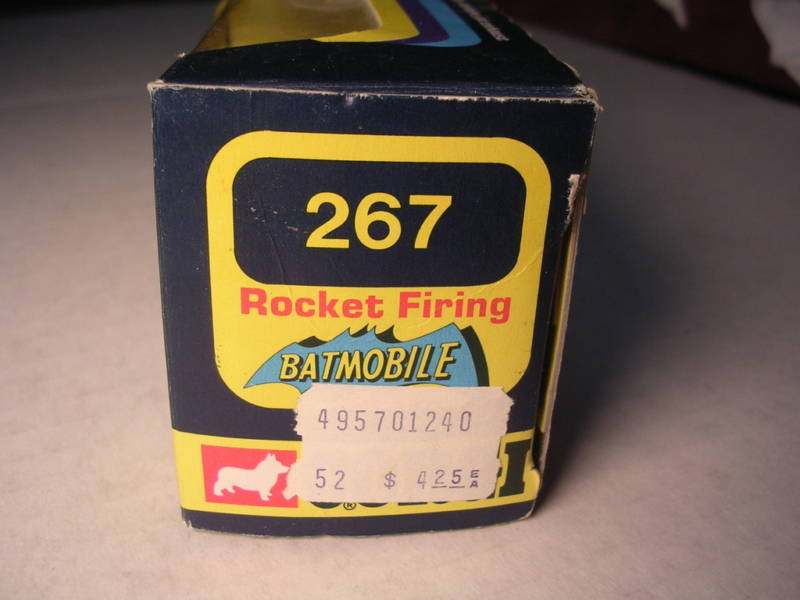 267
Rocket Firing
BATMOBILE
495701240
52 $ 4.25 EA
®